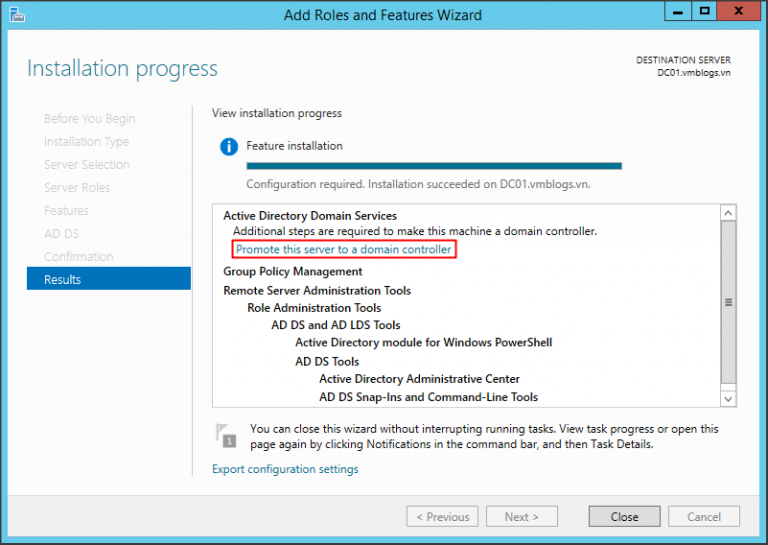 Add Roles and Features Wizard
Installation progress
DESTINATION SERVER
DC01.vmblogs.vn
Before You Begin
Installation Type
Server Selection
Server Roles
Features
AD DS
Confirmation
Results
View installation progress
Feature installation
Configuration required. Installation succeeded on DC01.vmblogs.vn.
Active Directory Domain Services
Additional steps are required to make this machine a domain controller.
Promote this server to a domain controller
Group Policy Management
Remote Server Administration Tools
Role Administration Tools
AD DS and AD LDS Tools
Active Directory module for Windows PowerShell
AD DS Tools
Active Directory Administrative Center
AD DS Snap-Ins and Command-Line Tools
1
You can close this wizard without interrupting running tasks. View task progress or open this
page again by clicking Notifications in the command bar, and then Task Details.
Export configuration settings
< Previous
Next >
Close
Cancel